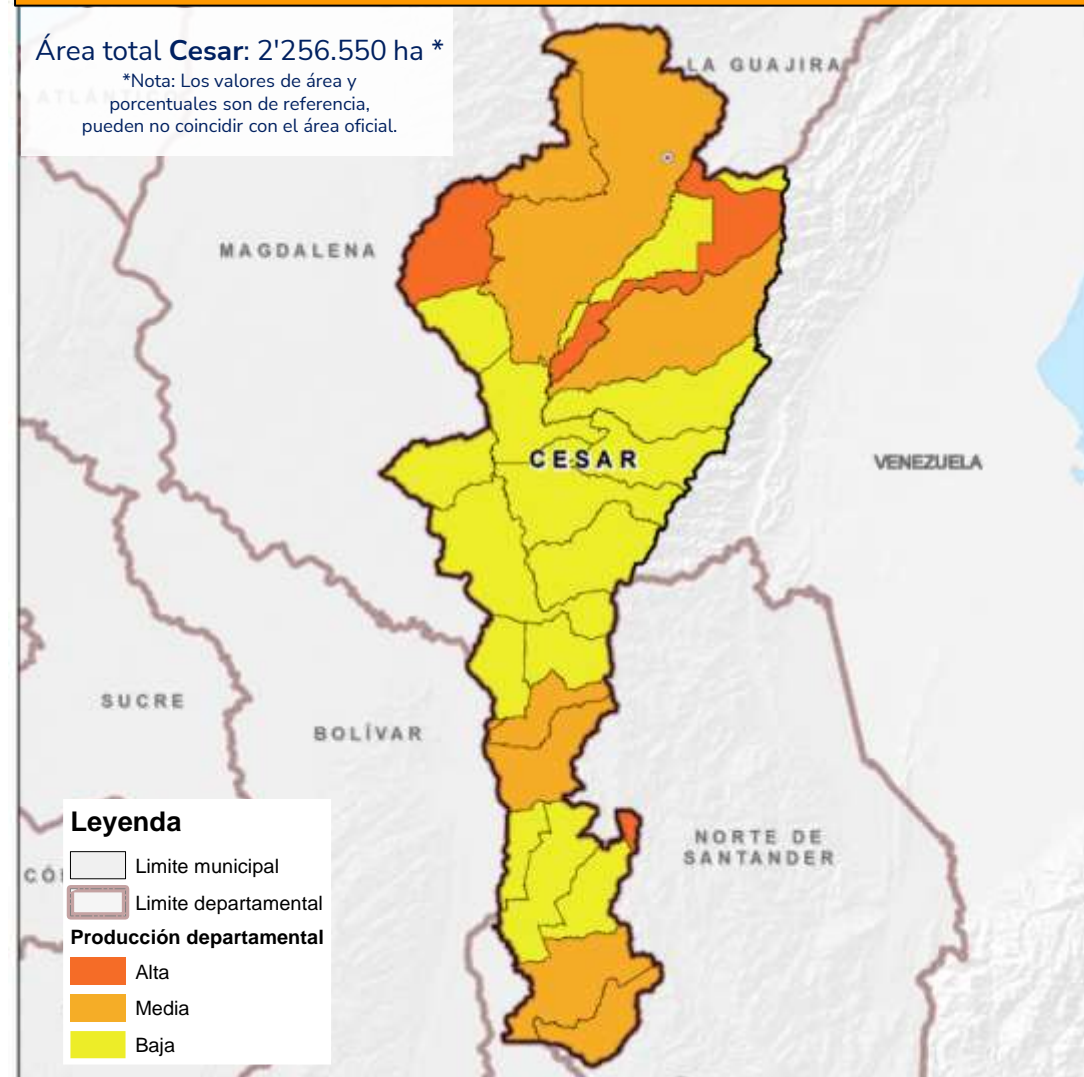 Área total Cesar: 2'256.550 ha *
*Nota: Los valores de área y
porcentuales son de referencia,
pueden no coincidir con el área oficial.
ATLÁNTICO
LA GUAJIRA
MAGDALENA
CESAR
VENEZUELA
SUCRE
BOLÍVAR
NORTE DE
SANTANDER
CÓ
Leyenda
Limite municipal
Limite departamental
Producción departamental
Alta
Media
Baja